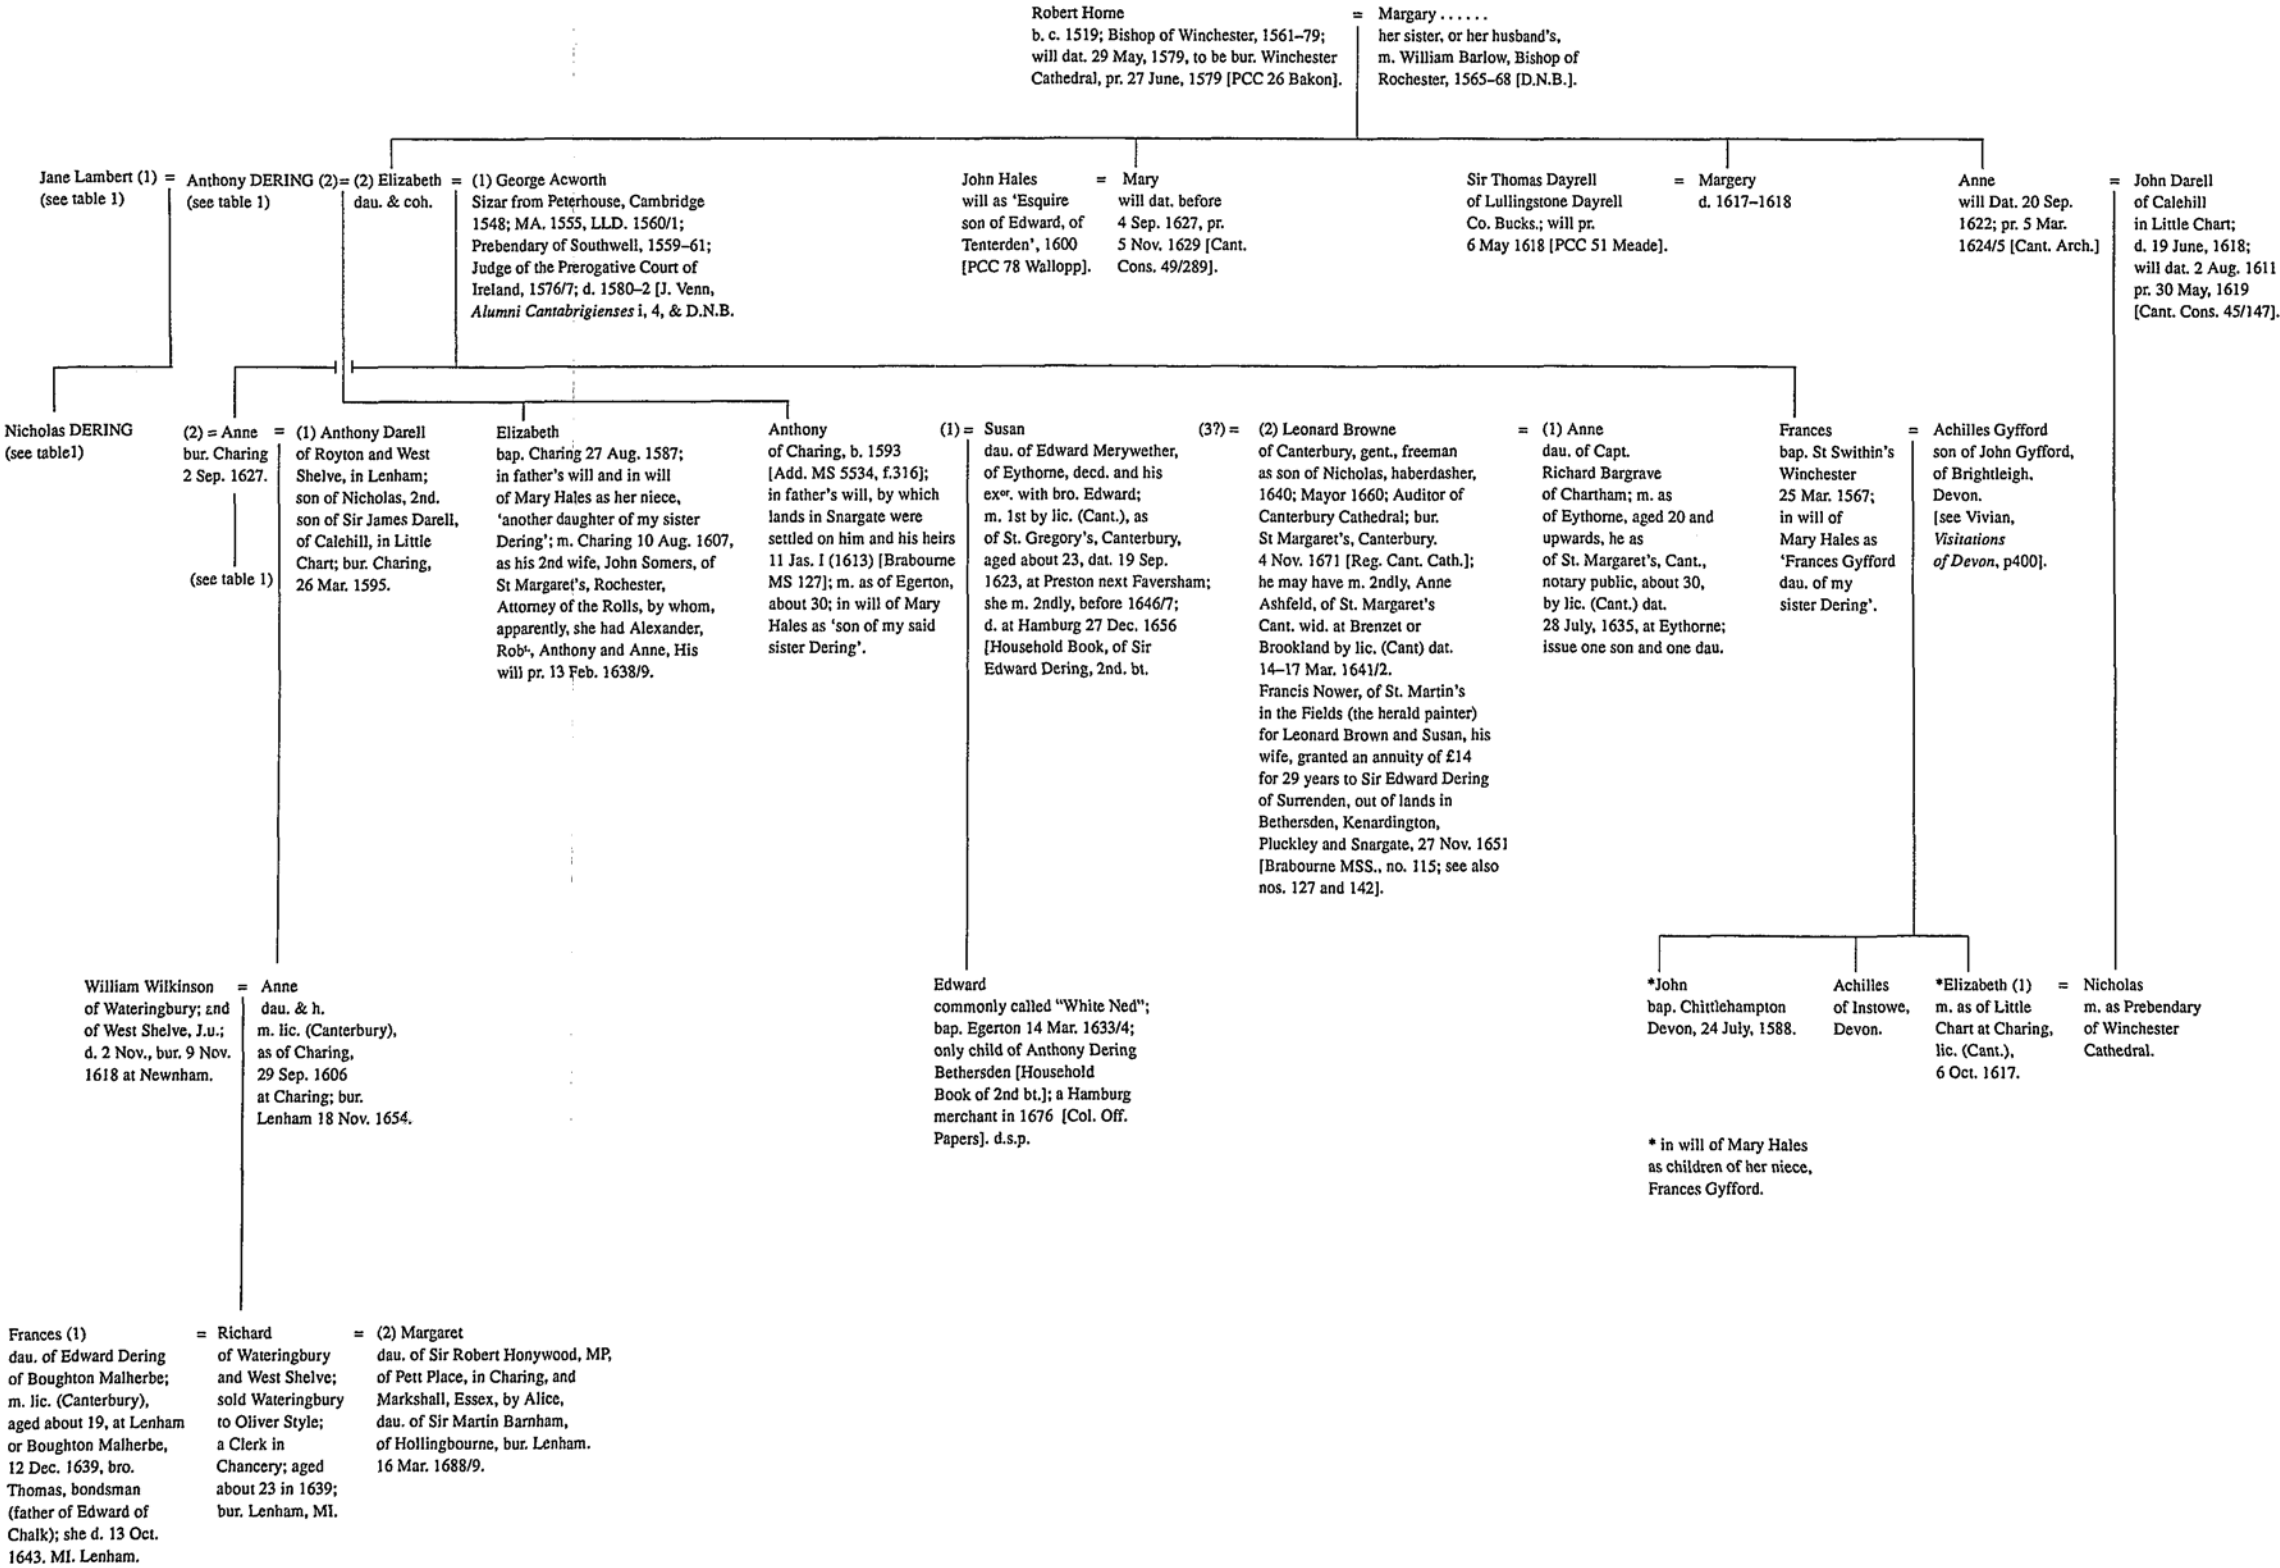 Robert Horne
b. c. 1519; Bishop of Winchester, 1561–79;
will dat. 29 May, 1579, to be bur. Winchester
Cathedral, pr. 27 June, 1579 [PCC 26 Bakon].
=
Margary ......
her sister, or her husband's,
m. William Barlow, Bishop of
Rochester, 1565–68 [D.N.B.].
Jane Lambert (1) =
(see table 1)
Anthony DERING (2)=
(see table 1)
(2) Elizabeth =
dau. & coh.
(1) George Acworth
Sizar from Peterhouse, Cambridge
1548; MA. 1555, LLD. 1560/1;
Prebendary of Southwell, 1559–61;
Judge of the Prerogative Court of
Ireland, 1576/7; d. 1580–2 [J. Venn,
Alumni Cantabrigienses i, 4, & D.N.B.
John Hales
will as ‘Esquire
son of Edward, of
Tenterden’, 1600
[PCC 78 Wallopp].
=
Mary
will dat. before
4 Sep. 1627, pr.
5 Nov. 1629 [Cant.
Cons. 49/289].
Sir Thomas Dayrell
of Lullingstone Dayrell
Co. Bucks.; will pr.
6 May 1618 [PCC 51 Meade].
=
Margery
d. 1617–1618
Anne
will Dat. 20 Sep.
1622; pr. 5 Mar.
1624/5 [Cant. Arch.]
=
John Darell
of Calehill
in Little Chart;
d. 19 June, 1618;
will dat. 2 Aug. 1611
pr. 30 May, 1619
[Cant. Cons. 45/147].
Nicholas DERING
(see table1)
(2) = Anne =
bur. Charing
2 Sep. 1627.
(see table 1)
(1) Anthony Darell
of Royton and West
Shelve, in Lenham;
son of Nicholas, 2nd.
son of Sir James Darell,
of Calehill, in Little
Chart; bur. Charing,
26 Mar. 1595.
Elizabeth
bap. Charing 27 Aug. 1587;
in father's will and in will
of Mary Hales as her niece,
‘another daughter of my sister
Dering’; m. Charing 10 Aug. 1607,
as his 2nd wife, John Somers, of
St Margaret's, Rochester,
Attorney of the Rolls, by whom,
apparently, she had Alexander,
Robt., Anthony and Anne, His
will pr. 13 Feb. 1638/9.
Anthony
of Charing, b. 1593
[Add. MS 5534, f.316];
in father's will, by which
lands in Snargate were
settled on him and his heirs
11 Jas. I (1613) [Brabourne
MS 127]; m. as of Egerton,
about 30; in will of Mary
Hales as ‘son of my said
sister Dering’.
(1) =
Susan
dau. of Edward Merywether,
of Eythorne, decd. and his
exor. with bro. Edward;
m. 1st by lic. (Cant.), as
of St. Gregory's, Canterbury,
aged about 23, dat. 19 Sep.
1623, at Preston next Faversham;
she m. 2ndly, before 1646/7;
d. at Hamburg 27 Dec. 1656
[Household Book, of Sir
Edward Dering, 2nd. bt.
(3?) =
(2) Leonard Browne
of Canterbury, gent., freeman
as son of Nicholas, haberdasher,
1640; Mayor 1660; Auditor of
Canterbury Cathedral; bur.
St Margaret's, Canterbury.
4 Nov. 1671 [Reg. Cant. Cath.];
he may have m. 2ndly, Anne
Ashfeld, of St. Margaret's
Cant. wid. at Brenzet or
Brookland by lic. (Cant) dat.
14–17 Mar. 1641/2.
Francis Nower, of St. Martin's
in the Fields (the herald painter)
for Leonard Brown and Susan, his
wife, granted an annuity of £14
for 29 years to Sir Edward Dering
of Surrenden, out of lands in
Bethersden, Kenardington,
Pluckley and Snargate, 27 Nov. 1651
[Brabourne MSS., no. 115; see also
nos. 127 and 142].
=
(1) Anne
dau. of Capt.
Richard Bargrave
of Chartham; m. as
of Eythorne, aged 20 and
upwards, he as
of St. Margaret's, Cant.,
notary public, about 30,
by lic. (Cant.) dat.
28 July, 1635, at Eythorne;
issue one son and one dau.
Frances
bap. St Swithin's
Winchester
25 Mar. 1567;
in will of
Mary Hales as
‘Frances Gyfford
dau. of my
sister Dering’.
=
Achilles Gyfford
son of John Gyfford,
of Brightleigh,
Devon.
[see Vivian,
Visitations
of Devon, p400].
William Wilkinson
of Wateringbury; and
of West Shelve, J.u.;
d. 2 Nov., bur. 9 Nov.
1618 at Newnham.
=
Anne
dau. & h.
m. lic. (Canterbury),
as of Charing,
29 Sep. 1606
at Charing; bur.
Lenham 18 Nov. 1654.
Edward
commonly called "White Ned";
bap. Egerton 14 Mar. 1633/4;
only child of Anthony Dering
Bethersden [Household
Book of 2nd bt.]; a Hamburg
merchant in 1676 [Col. Off.
Papers]. d.s.p.
*John
bap. Chittlehampton
Devon, 24 July, 1588.
Achilles
of Instowe,
Devon.
*Elizabeth (1)
m. as of Little
Chart at Charing,
lic. (Cant.),
6 Oct. 1617.
=
Nicholas
m. as Prebendary
of Winchester
Cathedral.
* in will of Mary Hales
as children of her niece,
Frances Gyfford.
Frances (1)
dau. of Edward Dering
of Boughton Malherbe;
m. lic. (Canterbury),
aged about 19, at Lenham
or Boughton Malherbe,
12 Dec. 1639, bro.
Thomas, bondsman
(father of Edward of
Chalk); she d. 13 Oct.
1643, MI. Lenham.
=
Richard
of Wateringbury
and West Shelve;
sold Wateringbury
to Oliver Style;
a Clerk in
Chancery; aged
about 23 in 1639;
bur. Lenham, MI.
=
(2) Margaret
dau. of Sir Robert Honywood, MP,
of Pett Place, in Charing, and
Markshall, Essex, by Alice,
dau. of Sir Martin Barnham,
of Hollingbourne, bur. Lenham.
16 Mar. 1688/9.